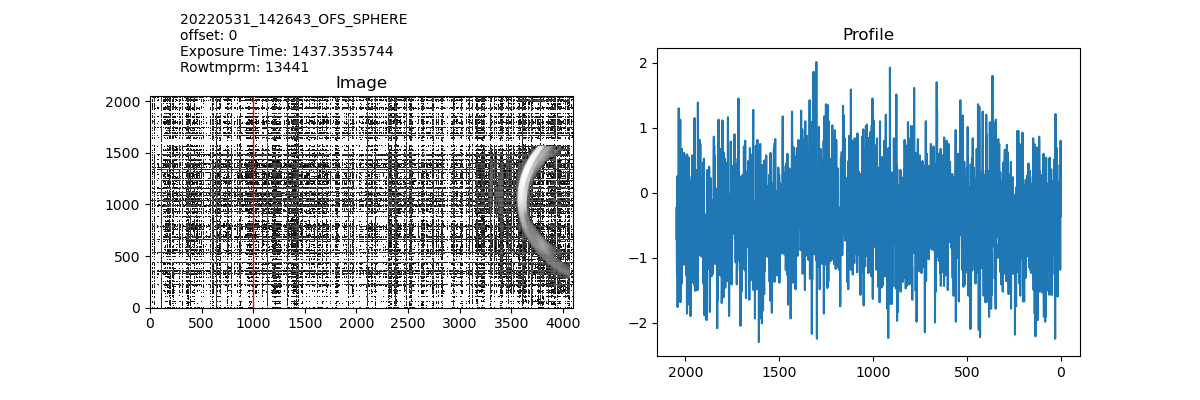 20220531_142643_OFS_SPHERE
offset: 0
Exposure Time: 1437.3535744
Rowtmprm: 13441
Image
2000
1500
1000
500
0
0 500 1000 1500 2000 2500 3000 3500 4000
Profile
2
1
0
−1
−2
2000 1500 1000 500 0